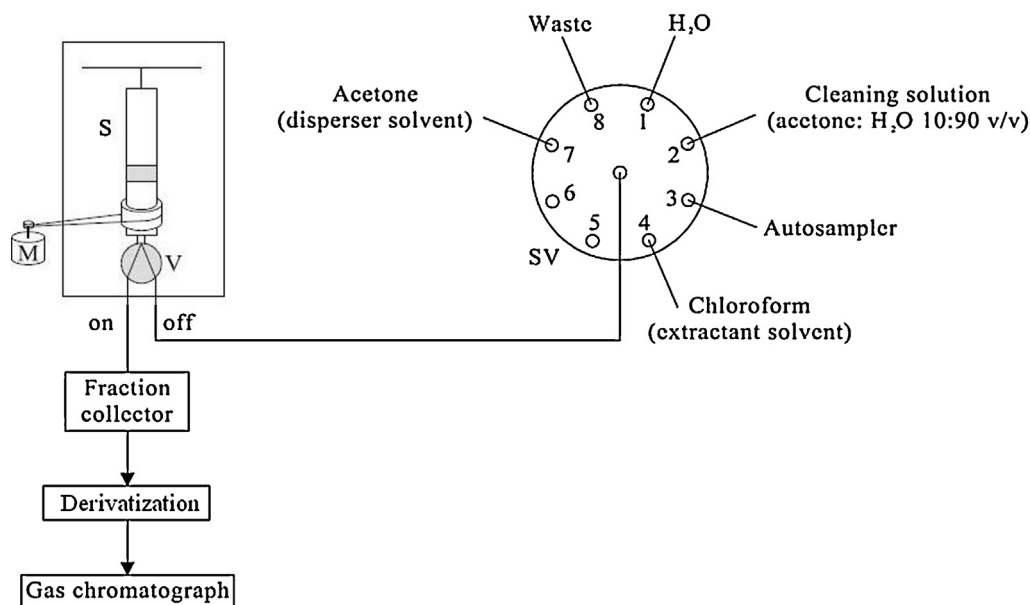 Waste
H₂O
Acetone
(disperser solvent)
Cleaning solution
(acetone: H₂O 10:90 v/v)
S
8
1
7
2
6
3
5
4
Autosampler
M
V
SV
Chloroform
(extractant solvent)
on
off
Fraction
collector
Derivatization
Gas chromatograph